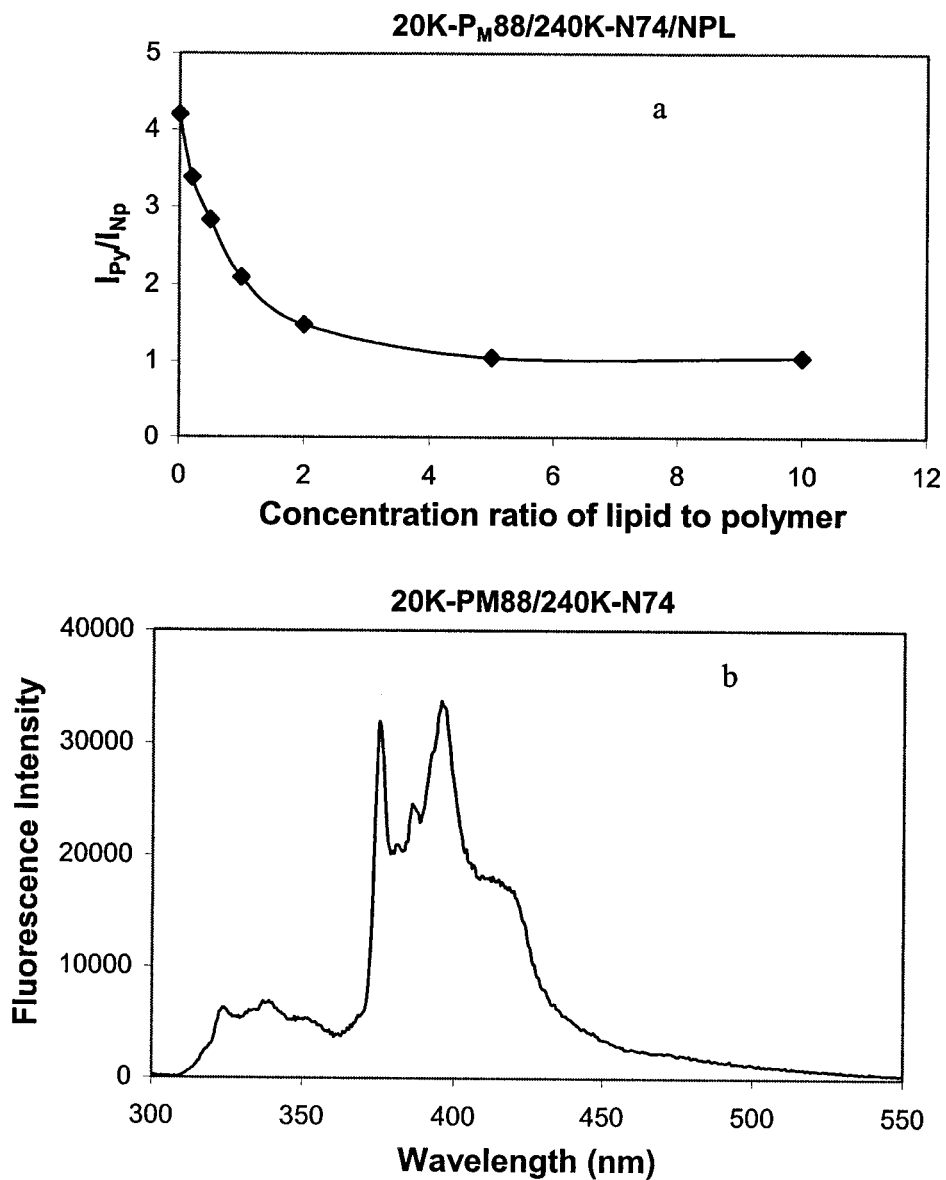 20K-PM88/240K-N74/NPL
a
IPy/INp
5
4
3
2
1
0
0 2 4 6 8 10 12
Concentration ratio of lipid to polymer
20K-PM88/240K-N74
b
Fluorescence Intensity
40000
30000
20000
10000
0
300 350 400 450 500 550
Wavelength (nm)